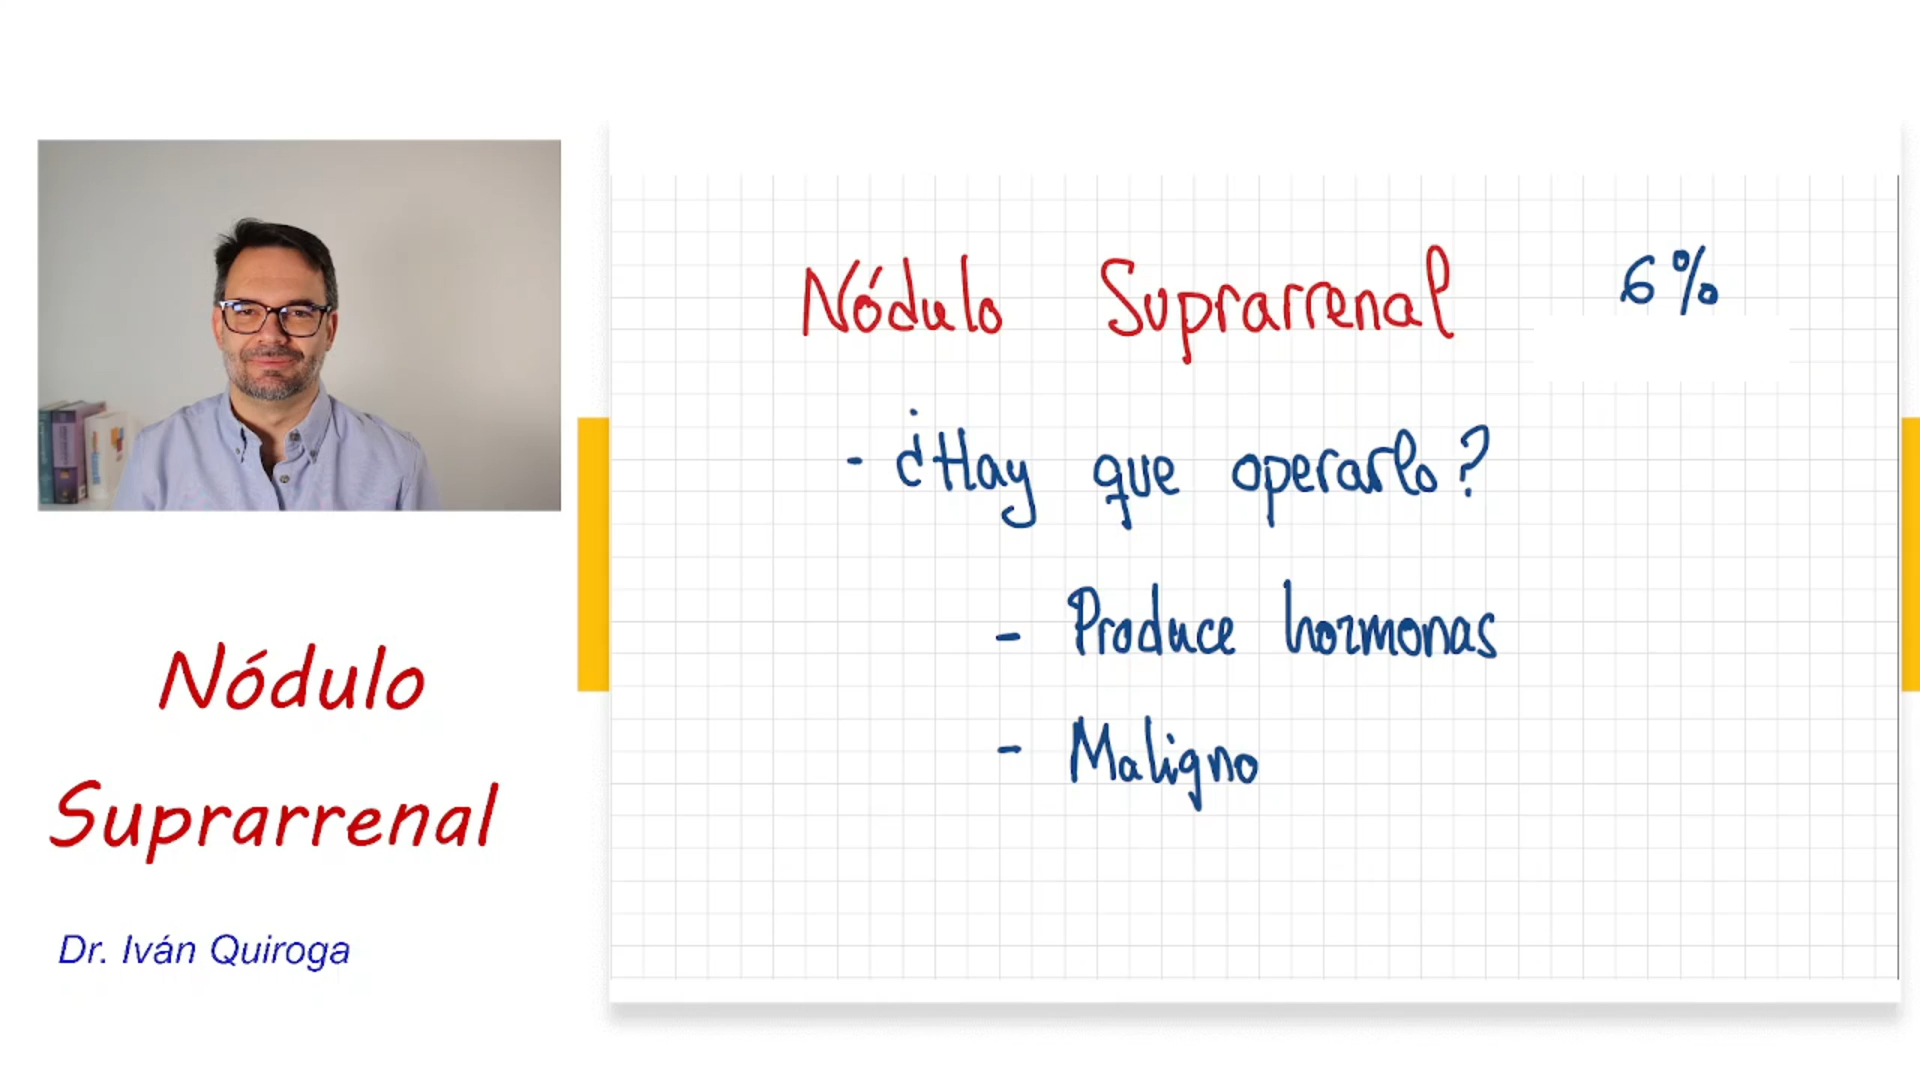 Nódulo
Suprarrenal
Dr. Iván Quiroga
Nódulo Suprarrenal 6%
- ¿Hay que operarlo?
- Produce hormonas
- Maligno